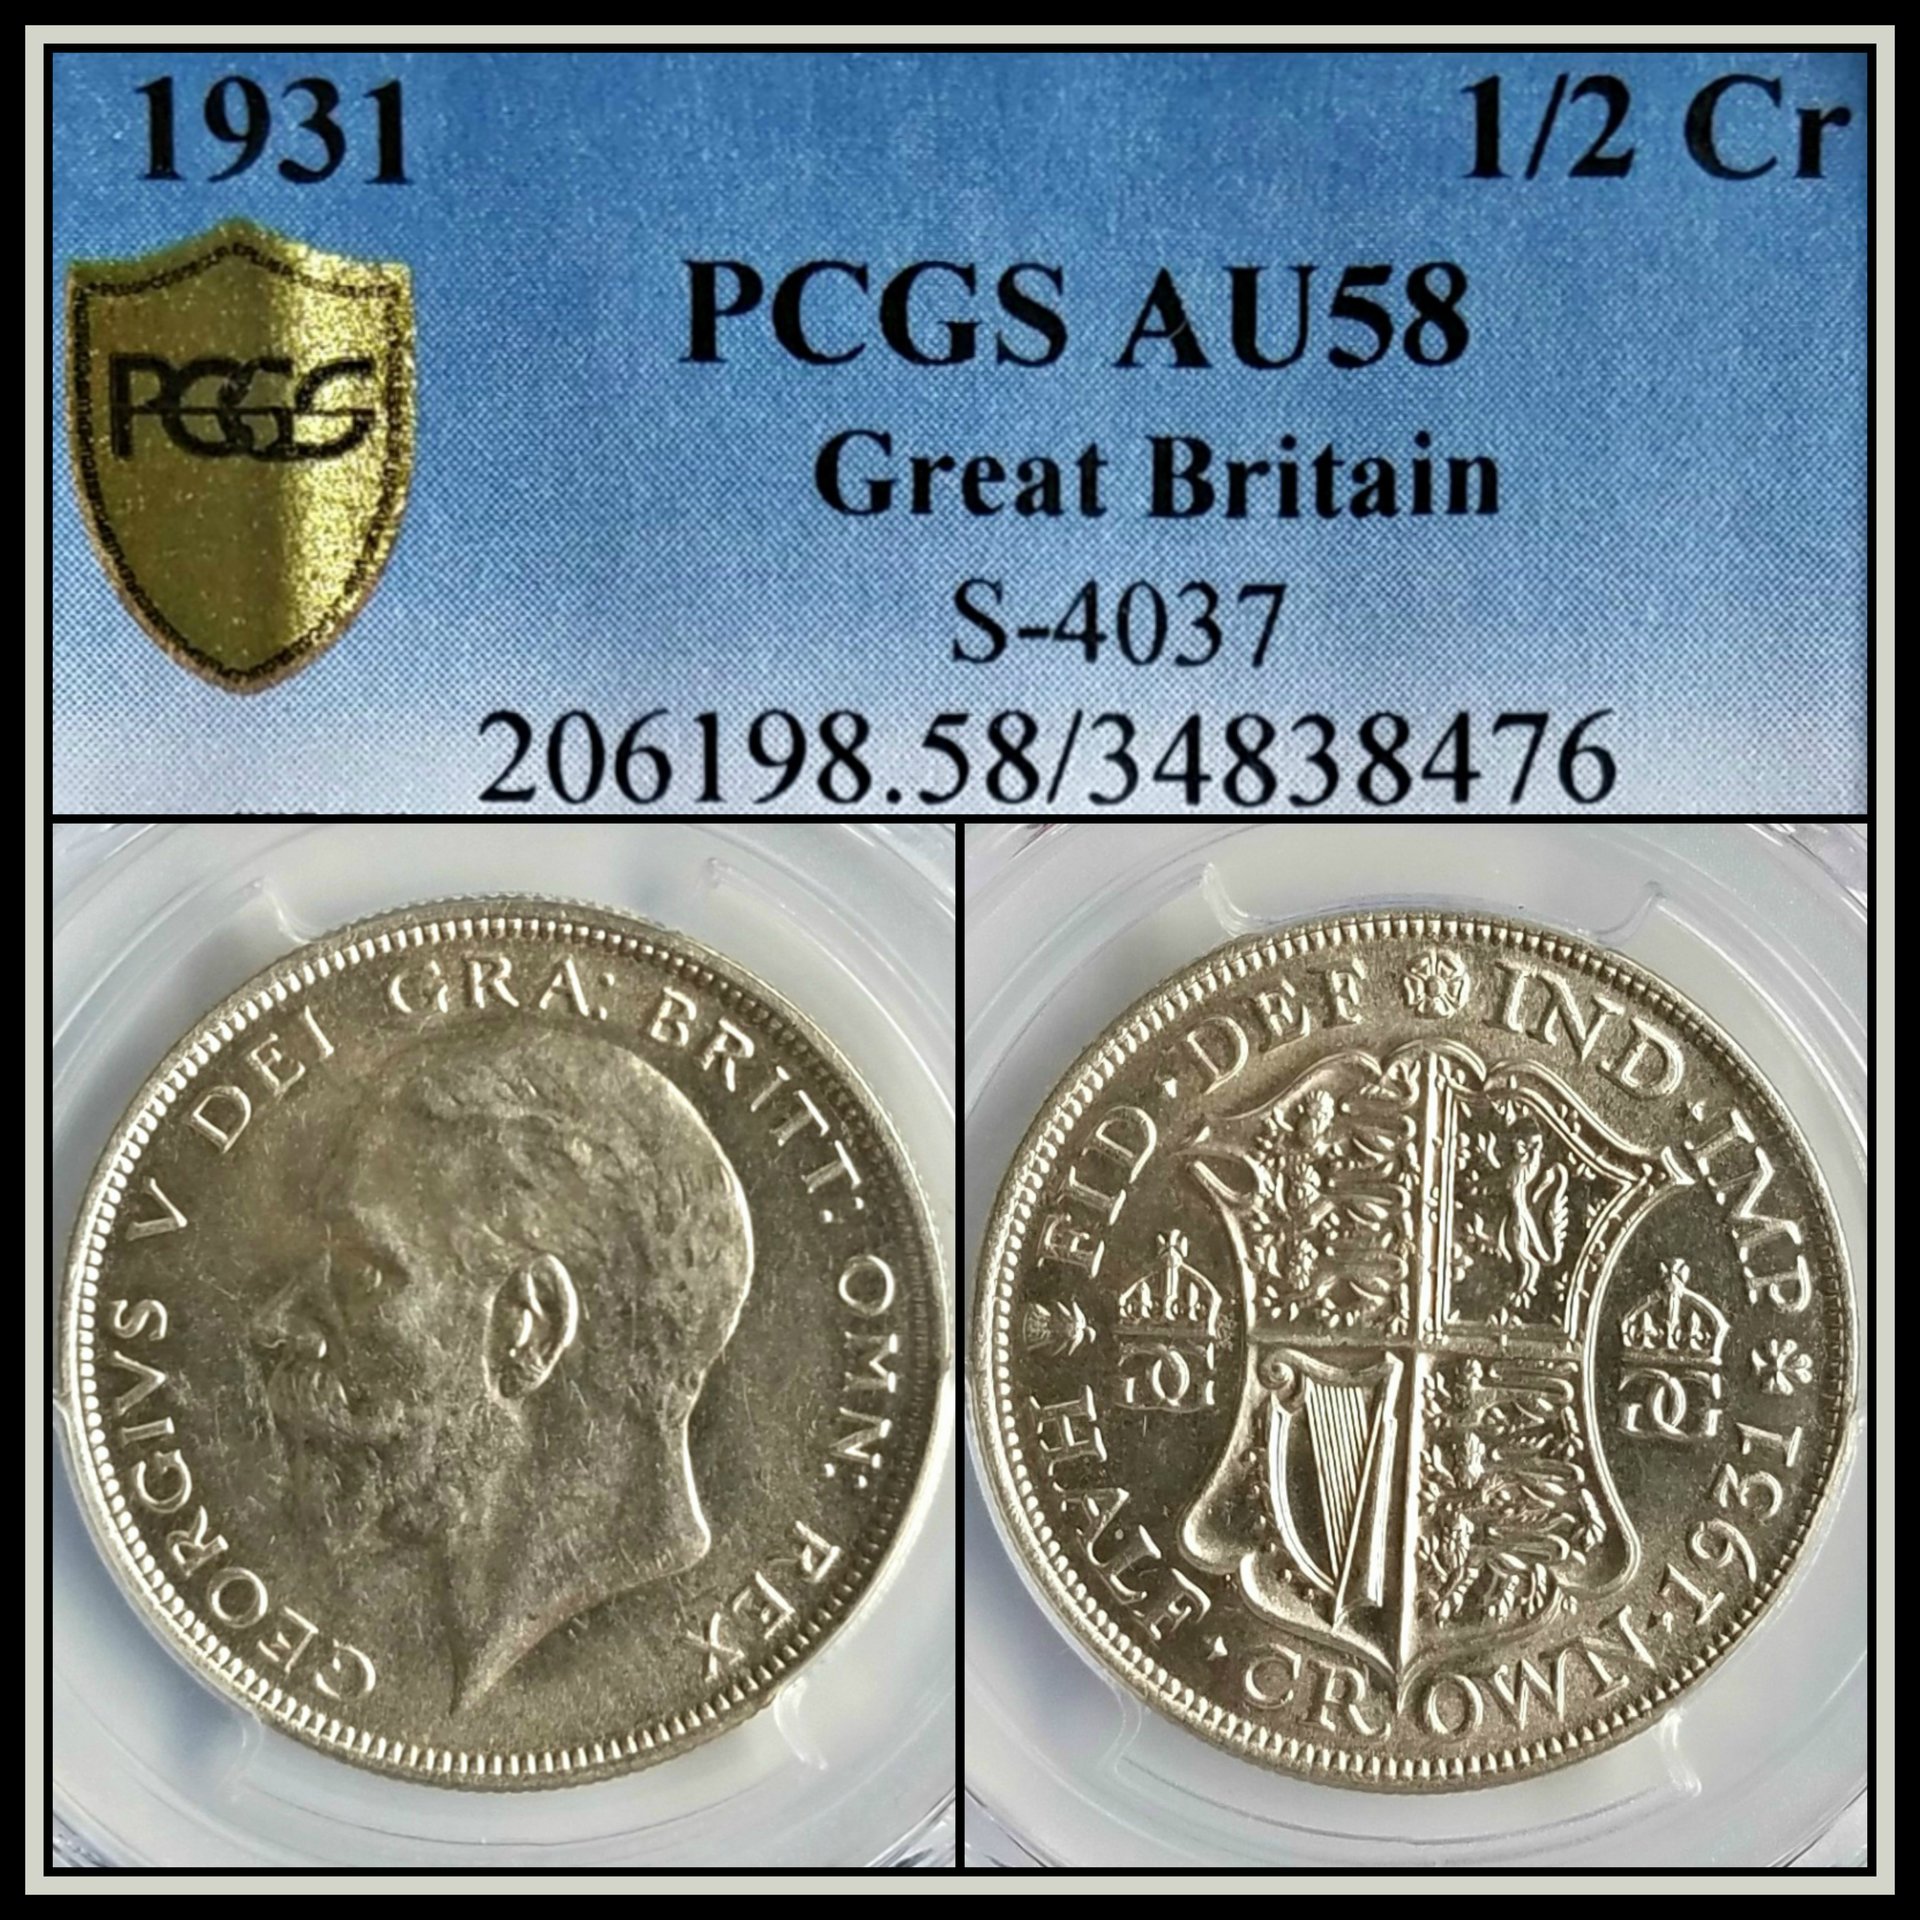 1931 1/2 Cr
PCGS AU58
PCGS
Great Britain
S-4037
206198.58/34838476
GEORGIVS V DEI GRA: BRITT: OMN: REX
FID · DEF IND · IMP
HALF · CROWN · 1931